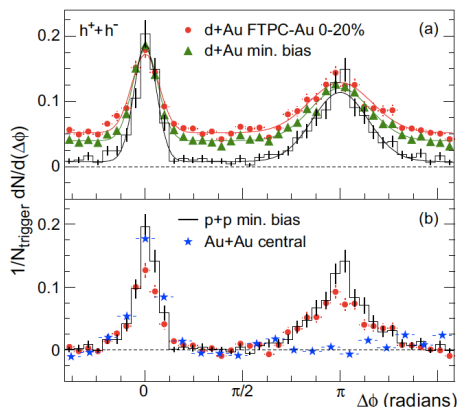 h⁺+h⁻
d+Au FTPC-Au 0-20%
d+Au min. bias
(a)
0.2
0.1
0
1/N_trigger dN/d(Δϕ)
p+p min. bias
Au+Au central
(b)
0.2
0.1
0
0 π/2 π Δϕ (radians)